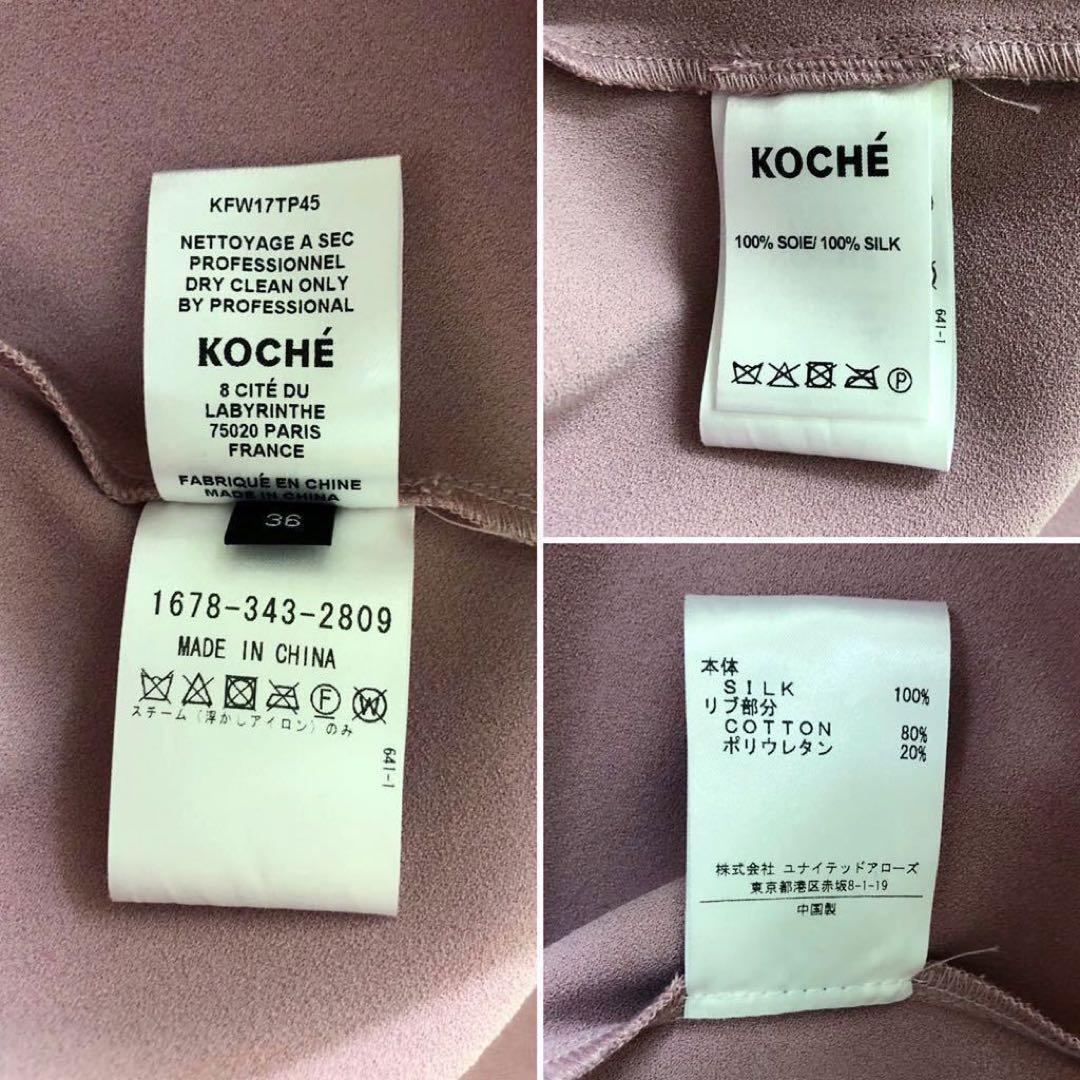 KFW17TP45
NETTOYAGE A SEC
PROFESSIONNEL
DRY CLEAN ONLY
BY PROFESSIONAL
KOCHÉ
8 CITÉ DU
LABYRINTHE
75020 PARIS
FRANCE
FABRIQUÉ EN CHINE
MADE IN CHINA
36
1678-343-2809
MADE IN CHINA
F W
スチーム(浮かしアイロン)のみ
641-1
KOCHÉ
100% SOIE/ 100% SILK
P
641-1
本体
SILK 100%
リブ部分
COTTON 80%
ポリウレタン 20%
株式会社 ユナイテッドアローズ
東京都港区赤坂8-1-19
中国製